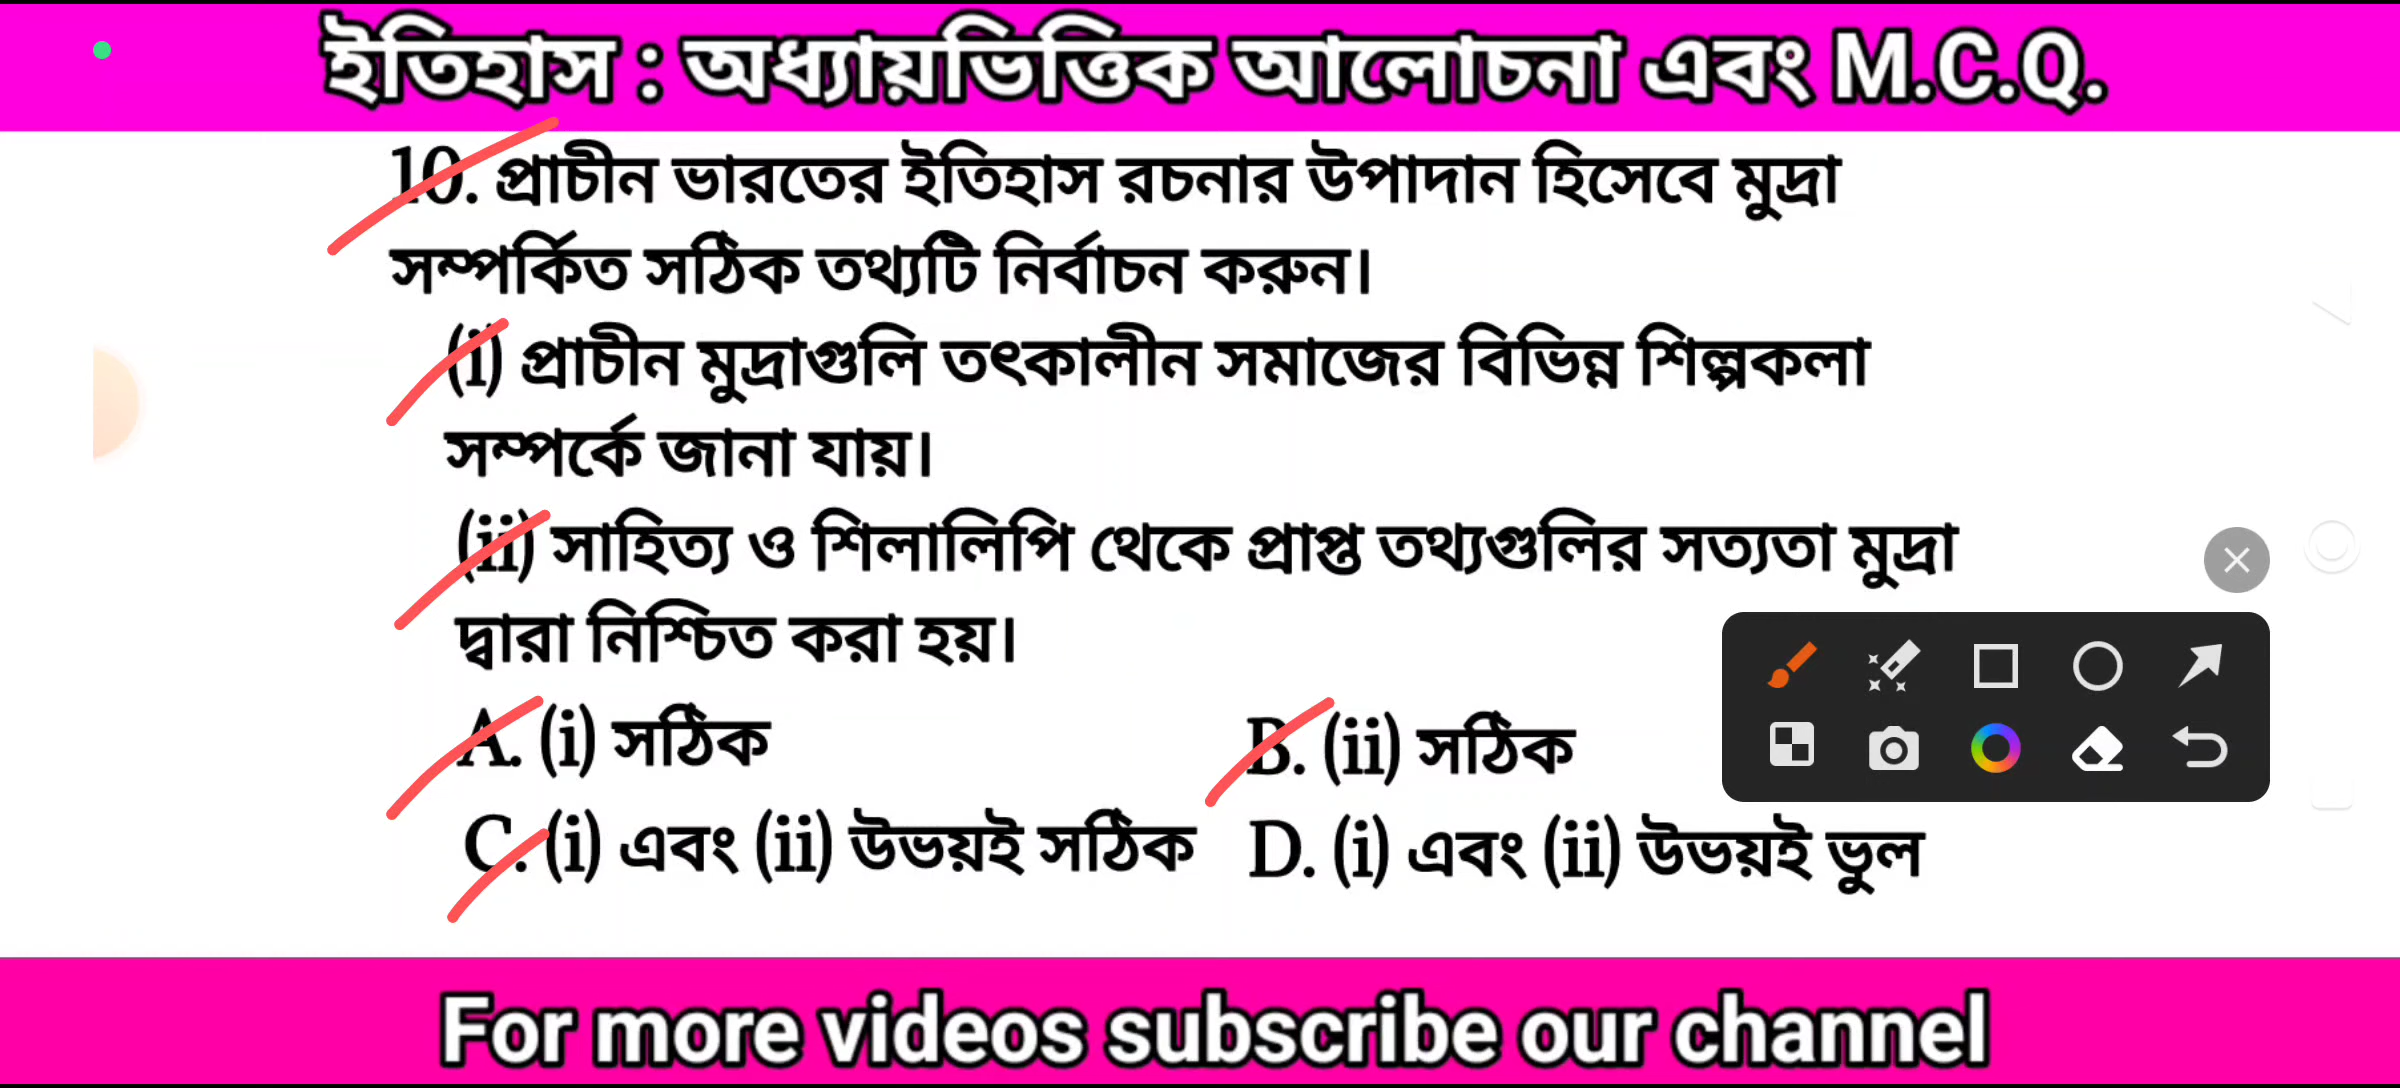 ইতিহাস : অধ্যায়ভিত্তিক আলোচনা এবং M.C.Q.
10. প্রাচীন ভারতের ইতিহাস রচনার উপাদান হিসেবে মুদ্রা
সম্পর্কিত সঠিক তথ্যটি নির্বাচন করুন।
(i) প্রাচীন মুদ্রাগুলি তৎকালীন সমাজের বিভিন্ন শিল্পকলা
সম্পর্কে জানা যায়।
(ii) সাহিত্য ও শিলালিপি থেকে প্রাপ্ত তথ্যগুলির সত্যতা মুদ্রা
দ্বারা নিশ্চিত করা হয়।
A. (i) সঠিক B. (ii) সঠিক
C. (i) এবং (ii) উভয়ই সঠিক D. (i) এবং (ii) উভয়ই ভুল
For more videos subscribe our channel